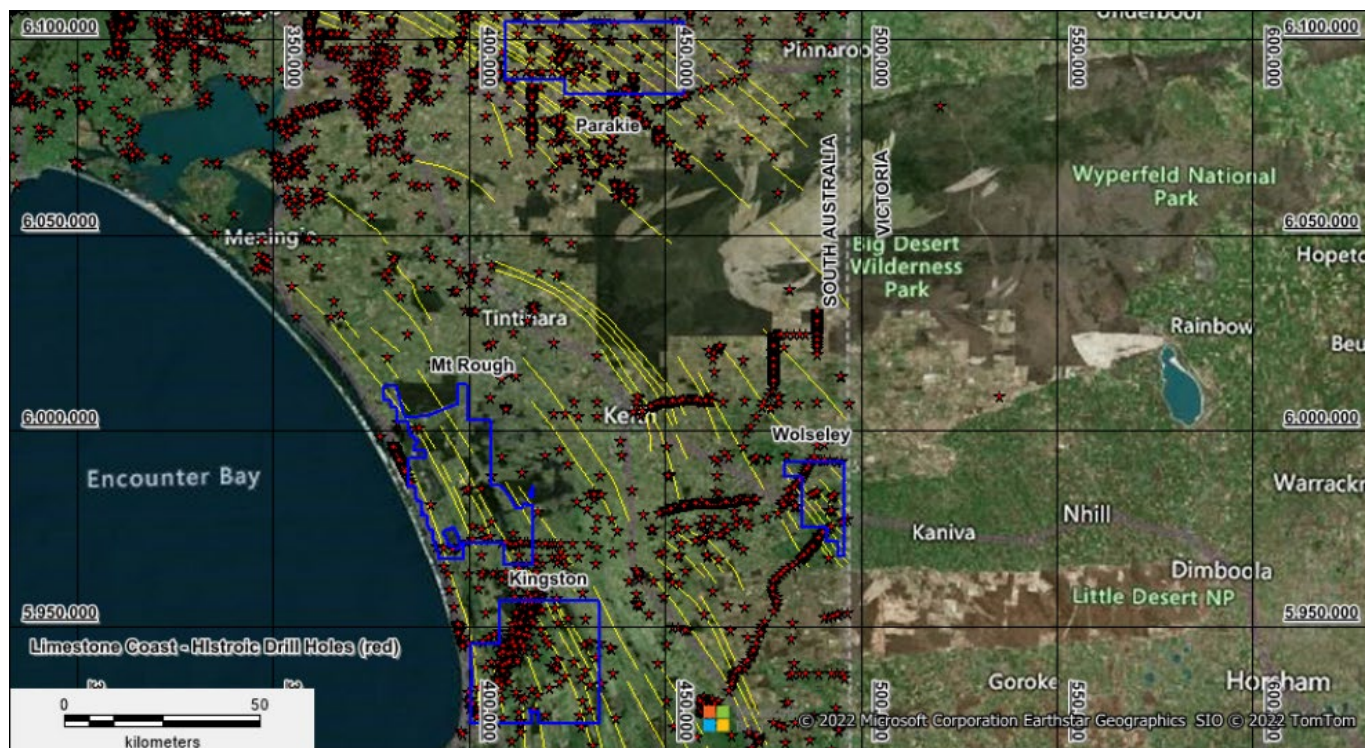 6.100.000
350.000
400.000
450.000
500.000
550.000
600.000
6.100.000
Pinnaroo
Parakie
SOUTH AUSTRALIA
VICTORIA
Wyperfeld National
Park
6.050.000
6.050.000
Big Desert
Wilderness
Park
Tintinara
Rainbow
Mt Rough
Keith
6.000.000
6.000.000
Wolseley
Encounter Bay
Kaniva
Nhill
Dimboola
Kingston
Little Desert NP
5.950.000
5.950.000
Limestone Coast - HIstroic Drill Holes (red)
Goroke
Horsham
400.000
450.000
500.000
550.000
0
50
kilometers
© 2022 Microsoft Corporation Earthstar Geographics SIO © 2022 TomTom